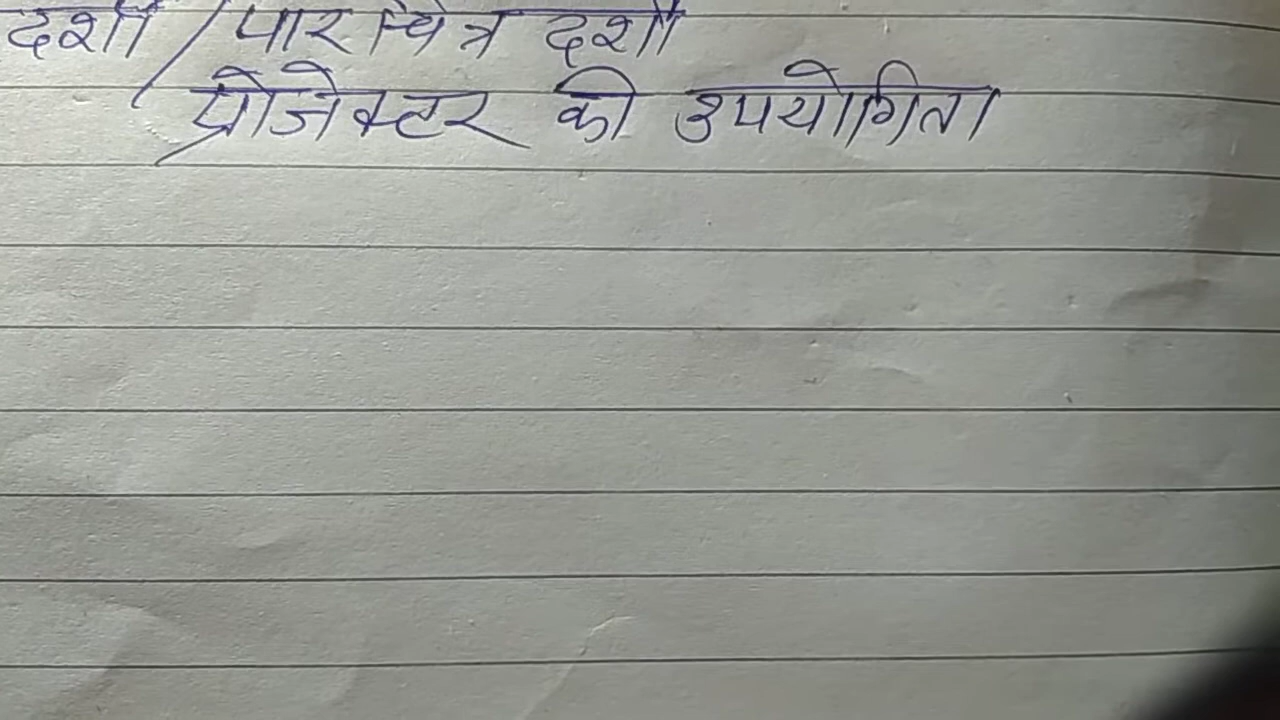 दर्शी / पारचित्र दर्शी
प्रोजेक्टर की उपयोगिता